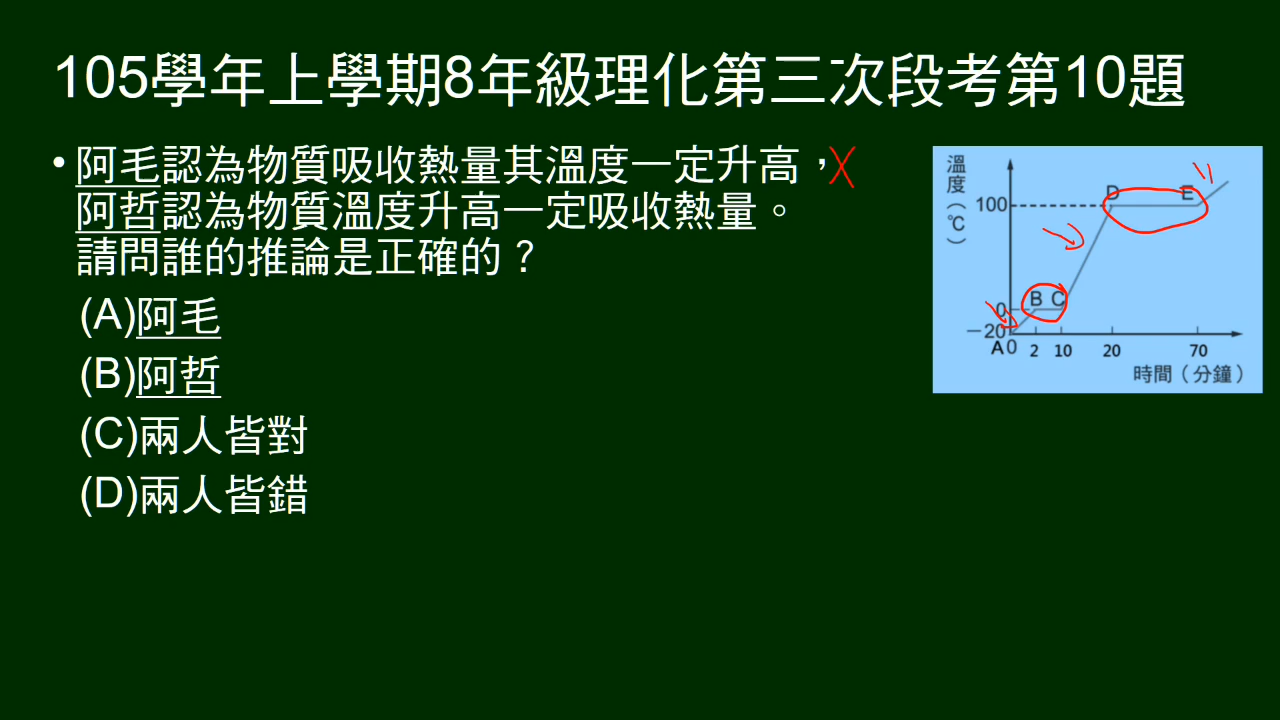 105學年上學期8年級理化第三次段考第10題
• 阿毛認為物質吸收熱量其溫度一定升高，
阿哲認為物質溫度升高一定吸收熱量。
請問誰的推論是正確的？
(A)阿毛
(B)阿哲
(C)兩人皆對
(D)兩人皆錯
溫度（℃）
100
D E
B C
0
－20
A 0 2 10 20 70
時間（分鐘）